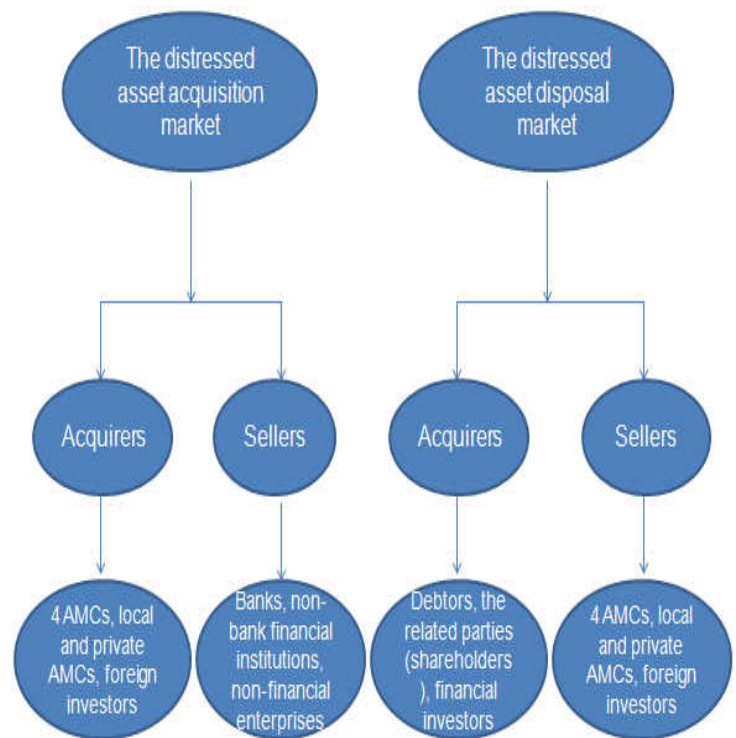 The distressed
asset acquisition
market
The distressed
asset disposal
market
Acquirers
Sellers
Acquirers
Sellers
4 AMCs, local
and private
AMCs, foreign
investors
Banks, non-
bank financial
institutions,
non-financial
enterprises
Debtors, the
related parties
(shareholders
), financial
investors
4 AMCs, local
and private
AMCs, foreign
investors